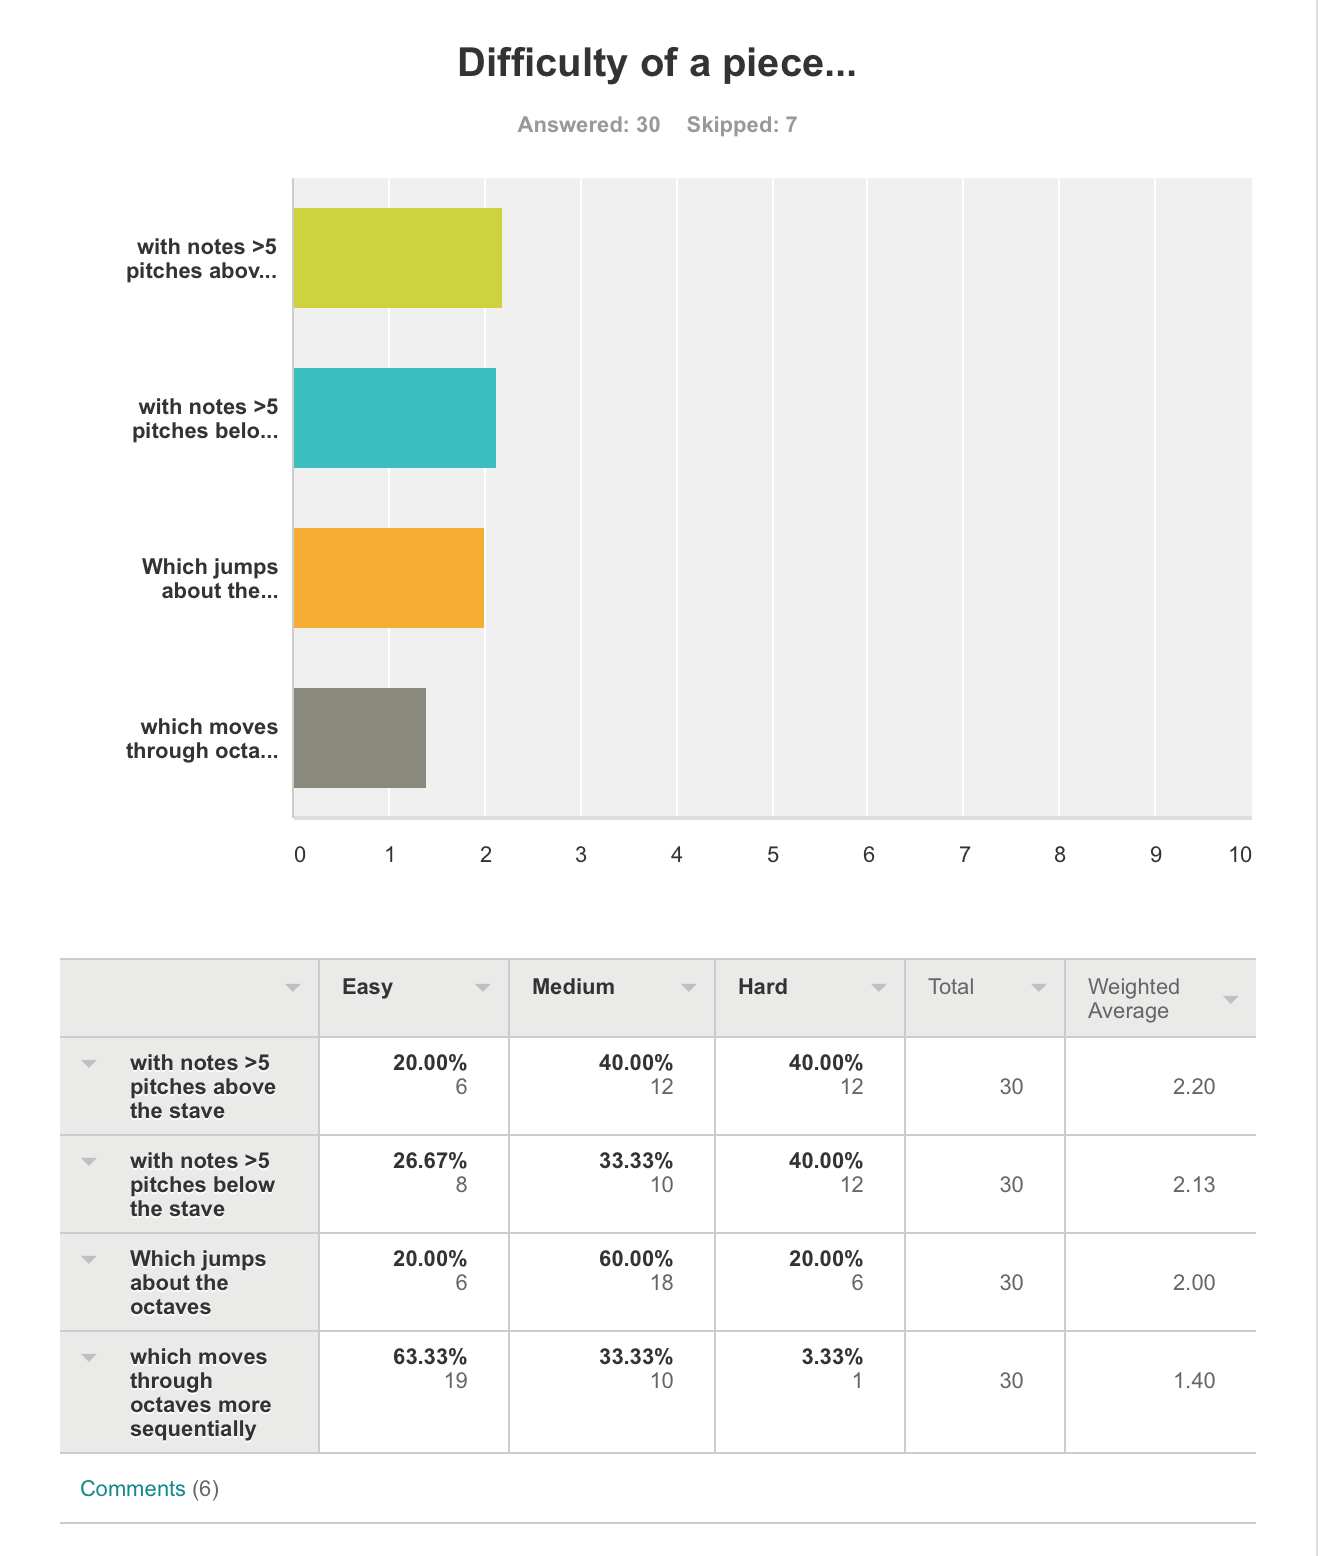 Difficulty of a piece...
Answered: 30 Skipped: 7
with notes >5
pitches abov...
with notes >5
pitches belo...
Which jumps
about the...
which moves
through octa...
0 1 2 3 4 5 6 7 8 9 10
Easy Medium Hard Total Weighted
Average
with notes >5
pitches above
the stave
20.00% 40.00% 40.00%
6 12 12 30 2.20
with notes >5
pitches below
the stave
26.67% 33.33% 40.00%
8 10 12 30 2.13
Which jumps
about the
octaves
20.00% 60.00% 20.00%
6 18 6 30 2.00
which moves
through
octaves more
sequentially
63.33% 33.33% 3.33%
19 10 1 30 1.40
Comments (6)